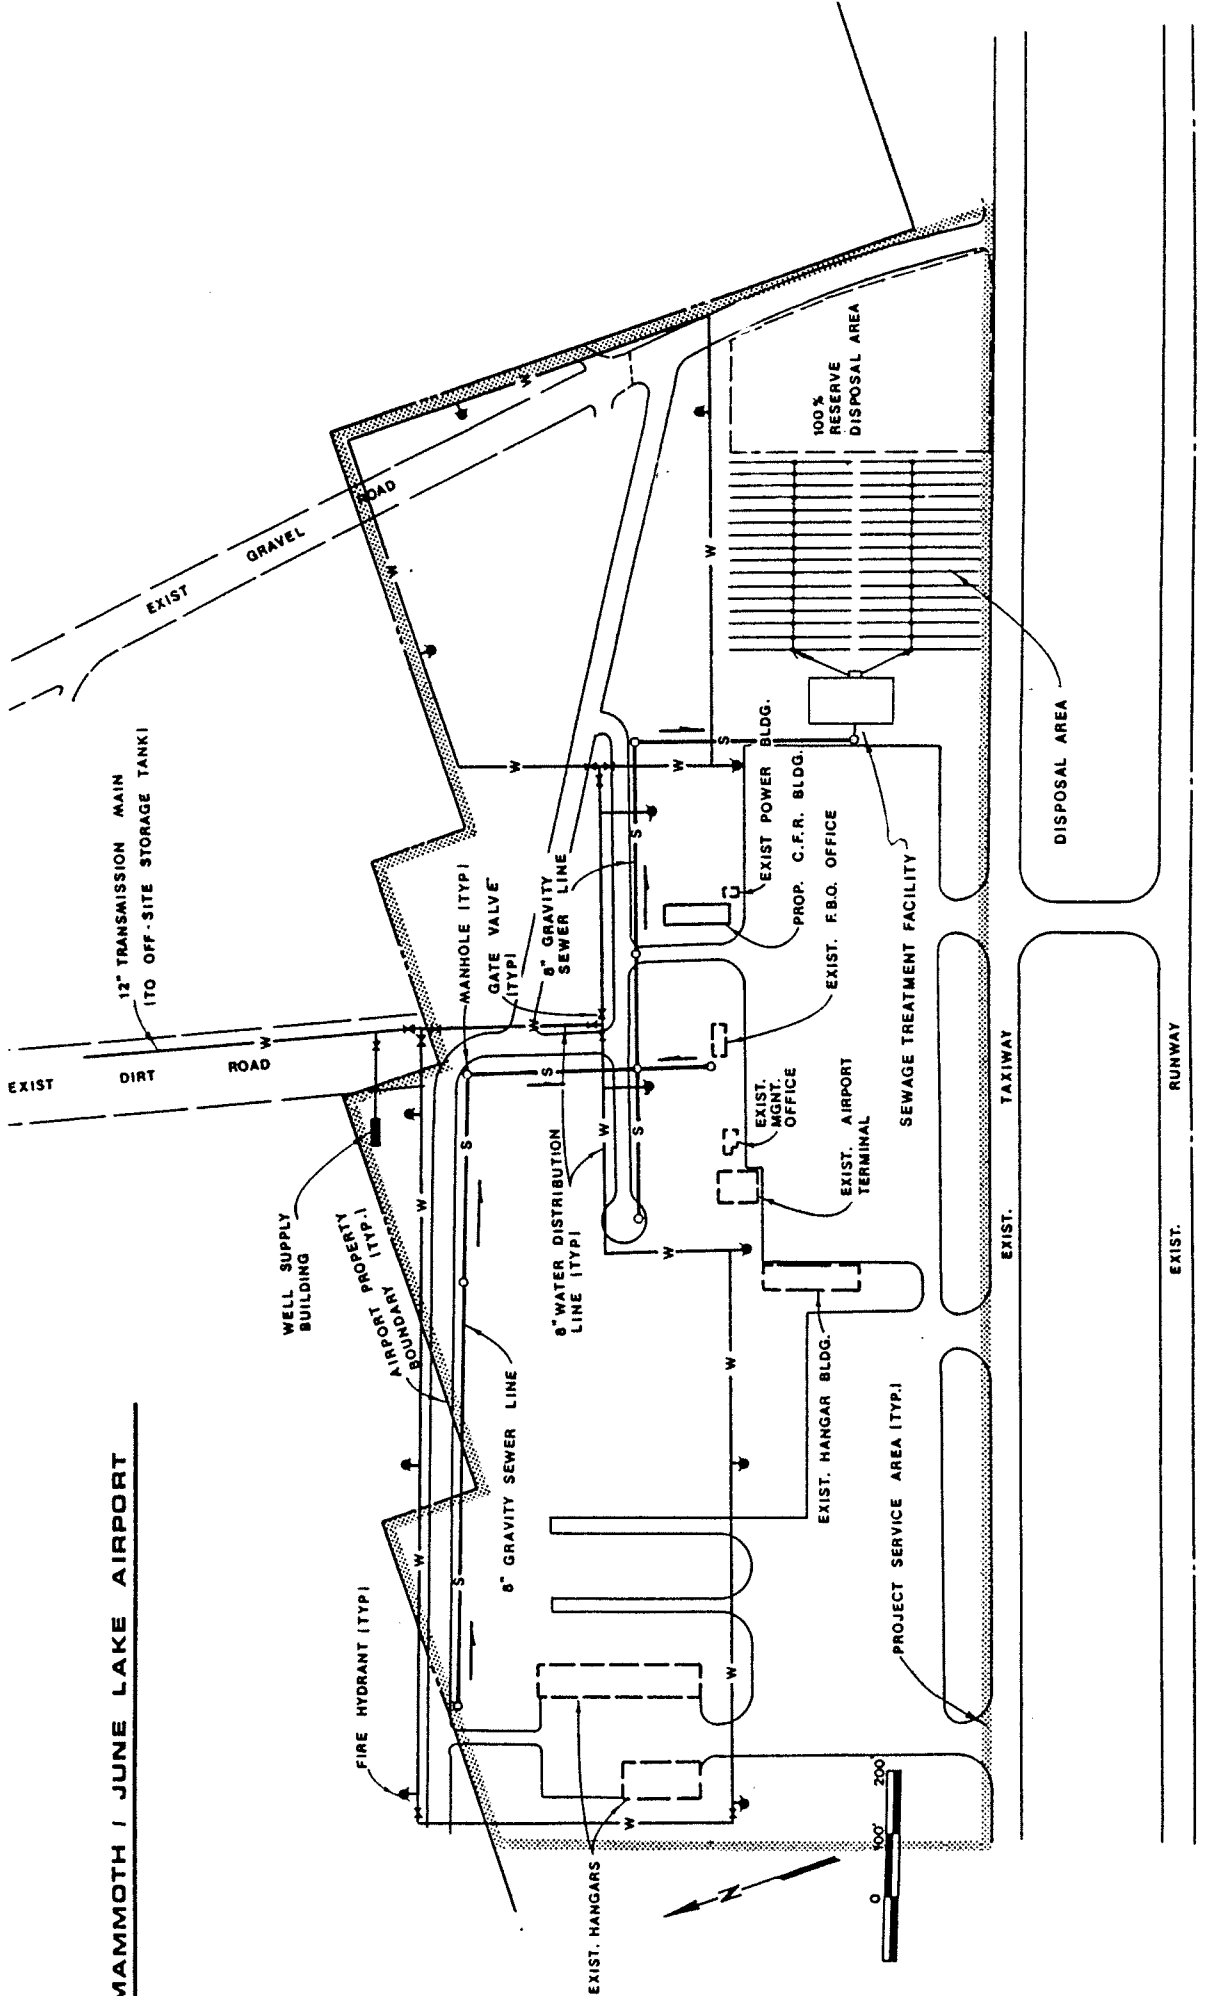 MAMMOTH / JUNE LAKE AIRPORT
EXIST
GRAVEL
ROAD
12" TRANSMISSION MAIN
(TO OFF-SITE STORAGE TANK)
EXIST
DIRT
ROAD
W
WELL SUPPLY
BUILDING
AIRPORT PROPERTY
BOUNDARY
(TYP.)
FIRE HYDRANT (TYP)
MANHOLE (TYP)
GATE VALVE
(TYP)
8" GRAVITY
SEWER LINE
8" WATER DISTRIBUTION
LINE (TYP)
8" GRAVITY SEWER LINE
EXIST. HANGARS
W
W
W
W
W
W
W
W
W
W
W
W
W
W
S
S
S
S
S
S
EXIST POWER BLDG.
PROP. C.F.R. BLDG.
EXIST. F.B.O. OFFICE
EXIST.
MGNT.
OFFICE
EXIST. AIRPORT
TERMINAL
EXIST. HANGAR BLDG.
SEWAGE TREATMENT FACILITY
100%
RESERVE
DISPOSAL AREA
DISPOSAL AREA
PROJECT SERVICE AREA (TYP.)
EXIST. TAXIWAY
EXIST. RUNWAY
N
0 100' 200'